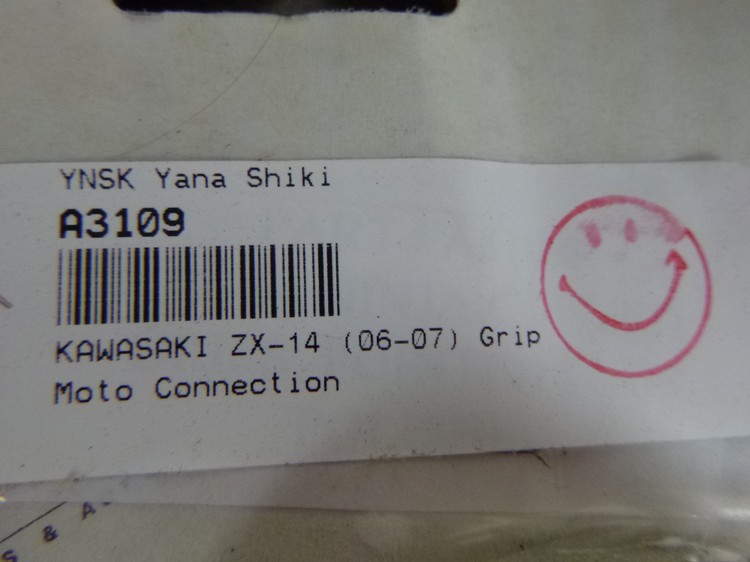 YNSK Yana Shiki
A3109
KAWASAKI ZX-14 (06-07) Grip
Moto Connection
S & A